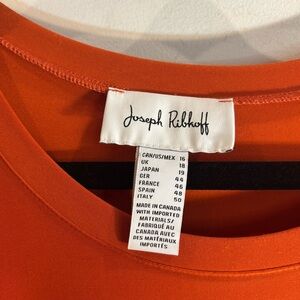 Joseph Ribkoff
CAN/US/MEX 16
UK 18
JAPAN 19
GER 44
FRANCE 46
SPAIN 48
ITALY 50
MADE IN CANADA
WITH IMPORTED
MATERIALS/
FABRIQUÉ AU
CANADA AVEC
DES MATÉRIAUX
IMPORTÉS